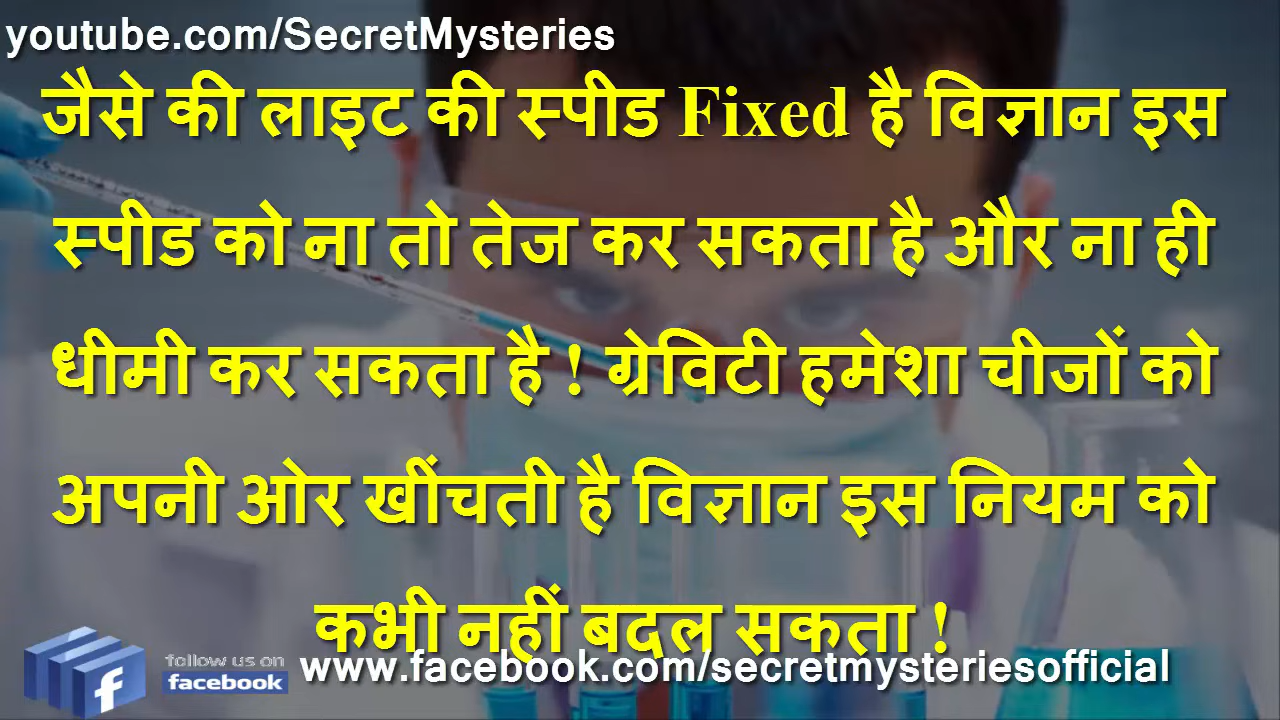 youtube.com/SecretMysteries
जैसे की लाइट की स्पीड Fixed है विज्ञान इस
स्पीड को ना तो तेज कर सकता है और ना ही
धीमी कर सकता है ! ग्रेविटी हमेशा चीजों को
अपनी ओर खींचती है विज्ञान इस नियम को
कभी नहीं बदल सकता !
follow us on
facebook
www.facebook.com/secretmysteriesofficial